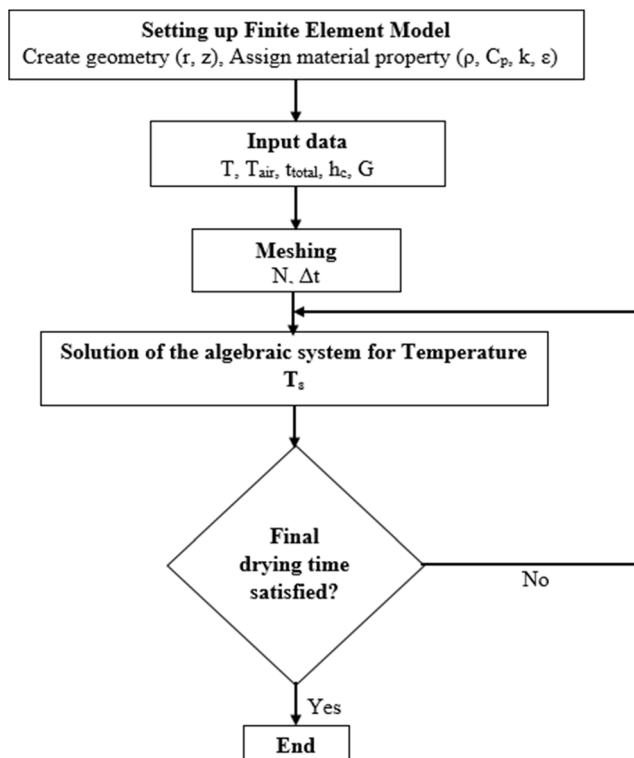 Setting up Finite Element Model
Create geometry (r, z), Assign material property (ρ, Cₚ, k, ε)
Input data
T, Tₐᵢᵣ, tₜₒₜₐₗ, h꜀, G
Meshing
N, Δt
Solution of the algebraic system for Temperature
Tₛ
Final
drying time
satisfied?
No
Yes
End